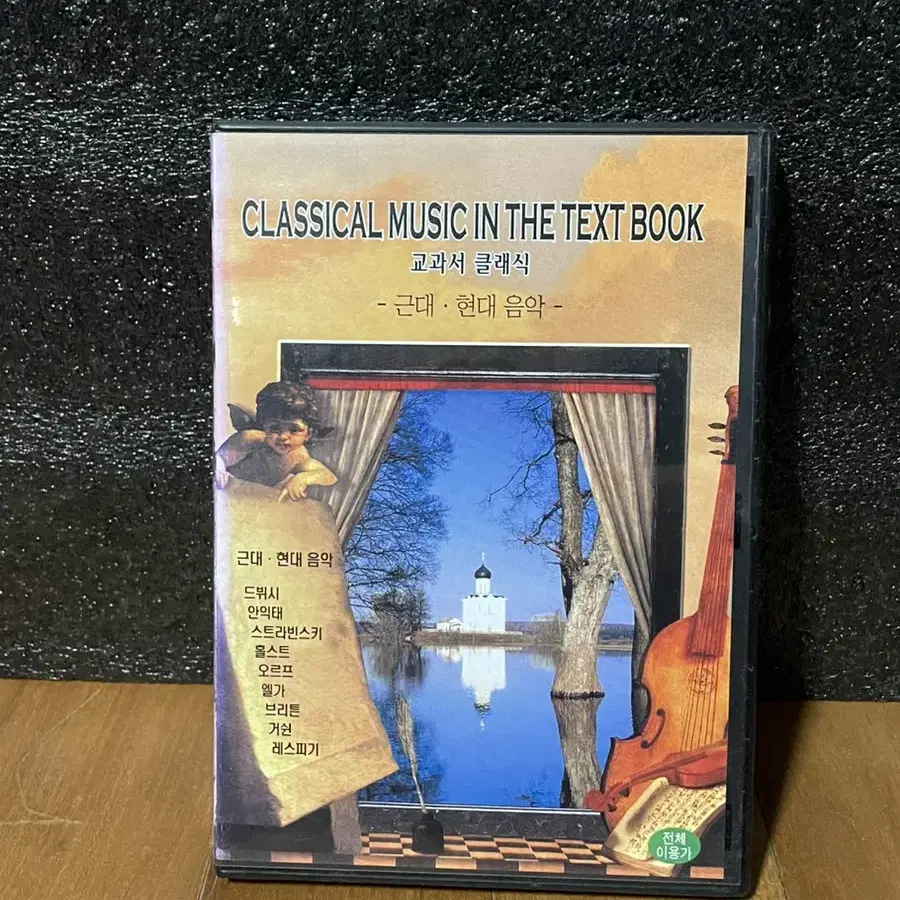 CLASSICAL MUSIC IN THE TEXT BOOK
교과서 클래식
- 근대 · 현대 음악 -
근대 · 현대 음악
드뷔시
안익태
스트라빈스키
홀스트
오르프
엘가
브리튼
거쉰
레스피기
전체
이용가